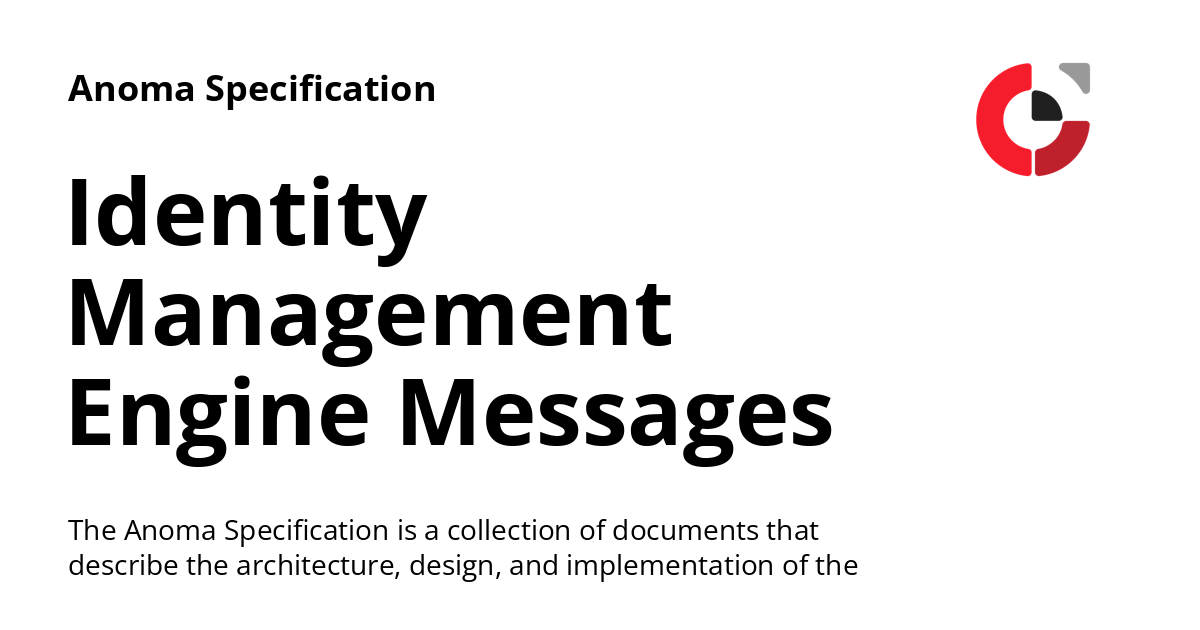 Anoma Specification
Identity
Management
Engine Messages
The Anoma Specification is a collection of documents that
describe the architecture, design, and implementation of the